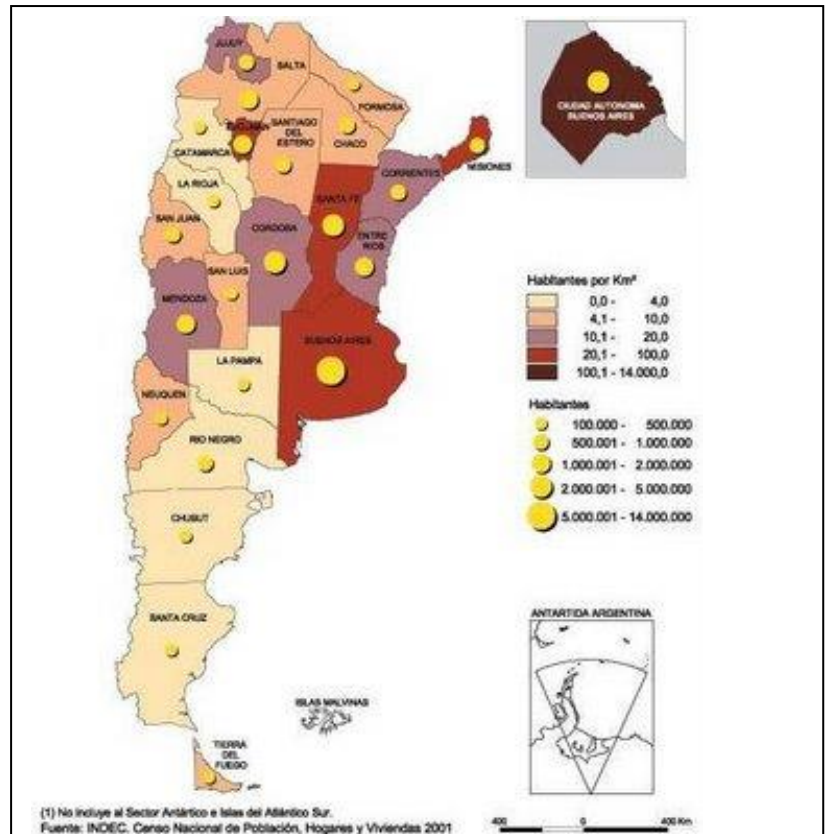 JUJUY
SALTA
FORMOSA
SANTIAGO
DEL
ESTERO
CHACO
CATAMARCA
MISIONES
CORRIENTES
LA RIOJA
SANTA FE
SAN JUAN
CORDOBA
ENTRE
RIOS
SAN LUIS
MENDOZA
BUENOS AIRES
LA PAMPA
NEUQUEN
RIO NEGRO
CHUBUT
SANTA CRUZ
ISLAS MALVINAS
TIERRA
DEL
FUEGO
CIUDAD AUTONOMA
BUENOS AIRES
Habitantes por Km²
0,0 - 4,0
4,1 - 10,0
10,1 - 20,0
20,1 - 100,0
100,1 - 14.000,0
Habitantes
100.000 - 500.000
500.001 - 1.000.000
1.000.001 - 2.000.000
2.000.001 - 5.000.000
5.000.001 - 14.000.000
ANTARTIDA ARGENTINA
(1) No incluye al Sector Antártico e Islas del Atlántico Sur.
Fuente: INDEC. Censo Nacional de Población, Hogares y Viviendas 2001
400 0 400 Km